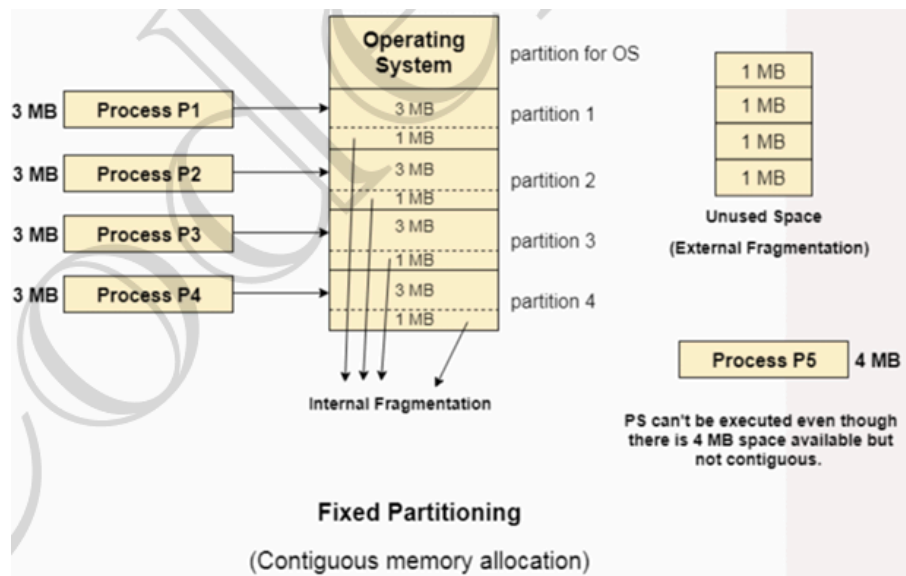 Operating
System
partition for OS
3 MB
Process P1
3 MB
1 MB
partition 1
3 MB
Process P2
3 MB
1 MB
partition 2
3 MB
Process P3
3 MB
1 MB
partition 3
3 MB
Process P4
3 MB
1 MB
partition 4
Internal Fragmentation
1 MB
1 MB
1 MB
1 MB
Unused Space
(External Fragmentation)
Process P5
4 MB
PS can't be executed even though
there is 4 MB space available but
not contiguous.
Fixed Partitioning
(Contiguous memory allocation)